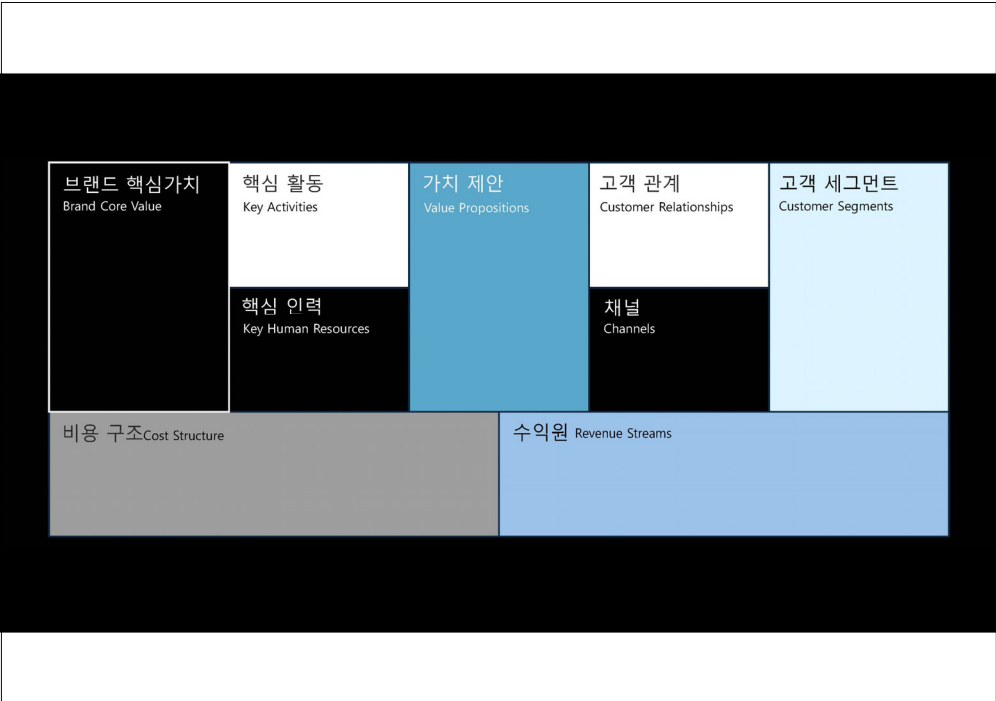 브랜드 핵심가치
Brand Core Value
핵심 활동
Key Activities
핵심 인력
Key Human Resources
가치 제안
Value Propositions
고객 관계
Customer Relationships
채널
Channels
고객 세그먼트
Customer Segments
비용 구조Cost Structure
수익원 Revenue Streams